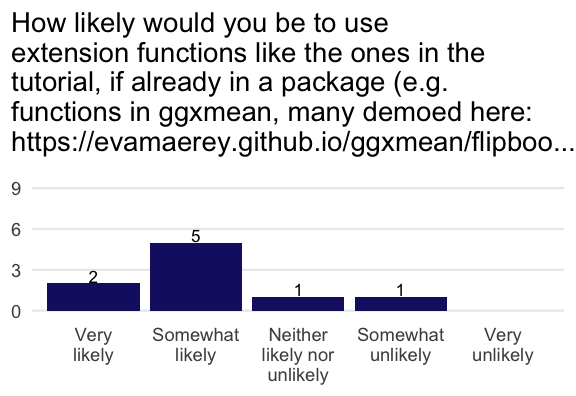 How likely would you be to use
extension functions like the ones in the
tutorial, if already in a package (e.g.
functions in ggxmean, many demoed here:
https://evamaerey.github.io/ggxmean/flipboo...
9
6
3
0
2
5
1
1
Very
likely
Somewhat
likely
Neither
likely nor
unlikely
Somewhat
unlikely
Very
unlikely